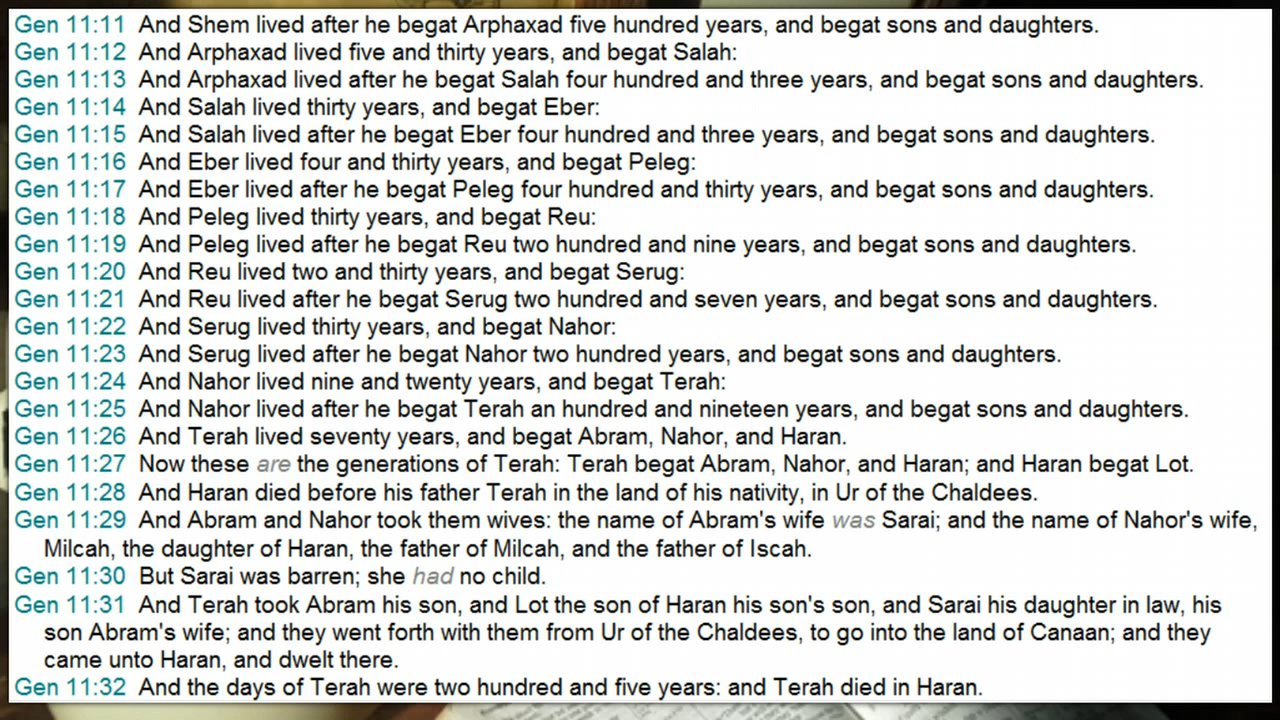 Gen 11:11 And Shem lived after he begat Arphaxad five hundred years, and begat sons and daughters.
Gen 11:12 And Arphaxad lived five and thirty years, and begat Salah:
Gen 11:13 And Arphaxad lived after he begat Salah four hundred and three years, and begat sons and daughters.
Gen 11:14 And Salah lived thirty years, and begat Eber:
Gen 11:15 And Salah lived after he begat Eber four hundred and three years, and begat sons and daughters.
Gen 11:16 And Eber lived four and thirty years, and begat Peleg:
Gen 11:17 And Eber lived after he begat Peleg four hundred and thirty years, and begat sons and daughters.
Gen 11:18 And Peleg lived thirty years, and begat Reu:
Gen 11:19 And Peleg lived after he begat Reu two hundred and nine years, and begat sons and daughters.
Gen 11:20 And Reu lived two and thirty years, and begat Serug:
Gen 11:21 And Reu lived after he begat Serug two hundred and seven years, and begat sons and daughters.
Gen 11:22 And Serug lived thirty years, and begat Nahor:
Gen 11:23 And Serug lived after he begat Nahor two hundred years, and begat sons and daughters.
Gen 11:24 And Nahor lived nine and twenty years, and begat Terah:
Gen 11:25 And Nahor lived after he begat Terah an hundred and nineteen years, and begat sons and daughters.
Gen 11:26 And Terah lived seventy years, and begat Abram, Nahor, and Haran.
Gen 11:27 Now these are the generations of Terah: Terah begat Abram, Nahor, and Haran; and Haran begat Lot.
Gen 11:28 And Haran died before his father Terah in the land of his nativity, in Ur of the Chaldees.
Gen 11:29 And Abram and Nahor took them wives: the name of Abram's wife was Sarai; and the name of Nahor's wife,
Milcah, the daughter of Haran, the father of Milcah, and the father of Iscah.
Gen 11:30 But Sarai was barren; she had no child.
Gen 11:31 And Terah took Abram his son, and Lot the son of Haran his son's son, and Sarai his daughter in law, his
son Abram's wife; and they went forth with them from Ur of the Chaldees, to go into the land of Canaan; and they
came unto Haran, and dwelt there.
Gen 11:32 And the days of Terah were two hundred and five years: and Terah died in Haran.